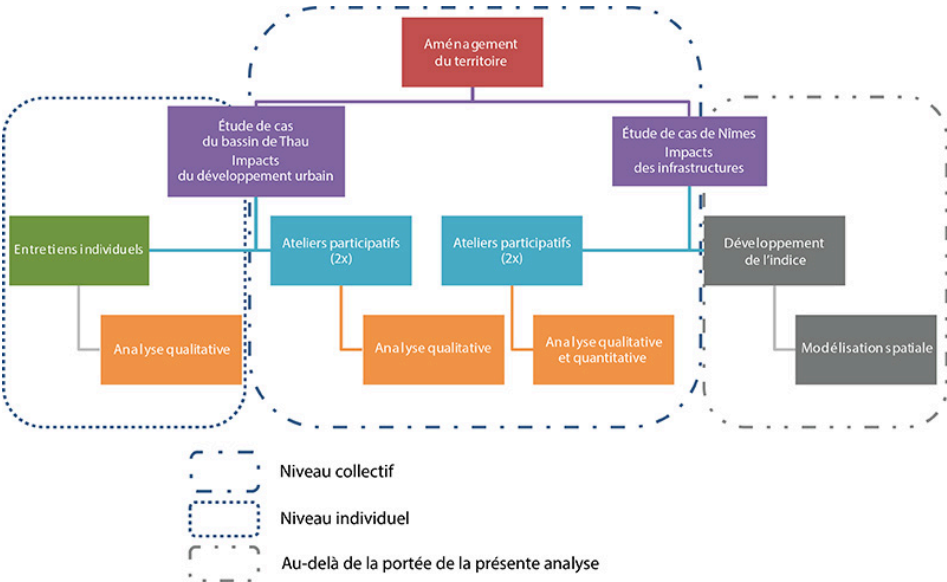 Aménagement
du territoire
Étude de cas
du bassin de Thau
Impacts
du développement urbain
Étude de cas de Nîmes
Impacts
des infrastructures
Entretiens individuels
Ateliers participatifs
(2x)
Ateliers participatifs
(2x)
Développement
de l'indice
Analyse qualitative
Analyse qualitative
Analyse qualitative
et quantitative
Modélisation spatiale
Niveau collectif
Niveau individuel
Au-delà de la portée de la présente analyse